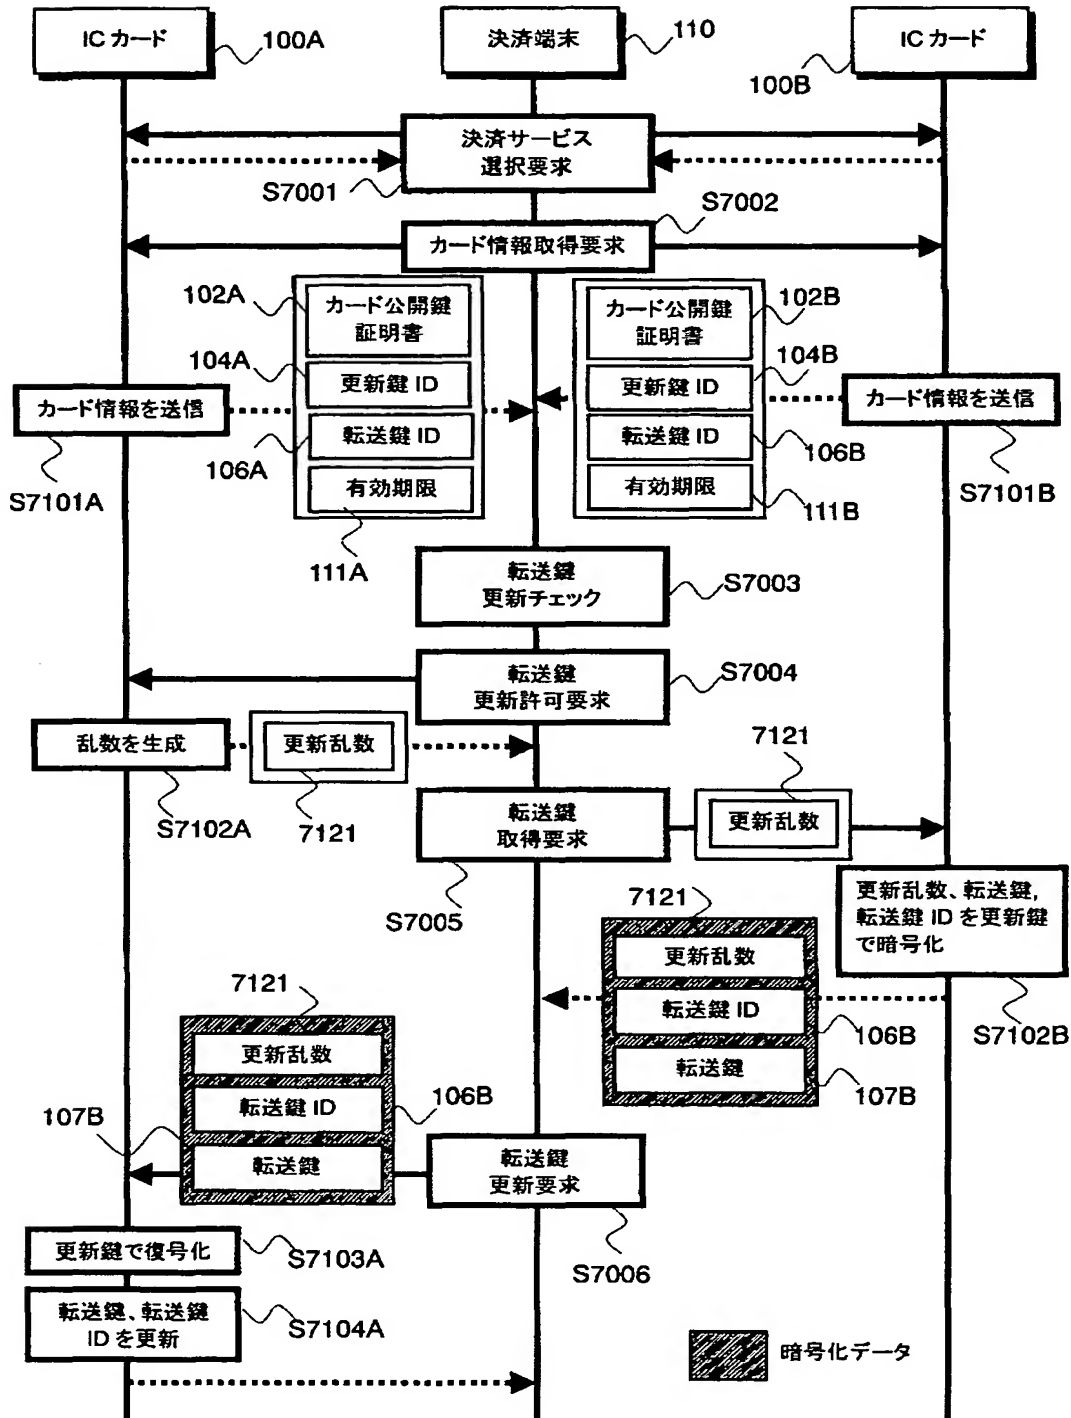 IC カード
100A
決済端末
110
IC カード
100B
決済サービス
選択要求
S7001
S7002
カード情報取得要求
102A
カード公開鍵
証明書
102B
カード公開鍵
証明書
104A
更新鍵 ID
104B
更新鍵 ID
カード情報を送信
カード情報を送信
106A
転送鍵 ID
転送鍵 ID
106B
S7101A
有効期限
有効期限
S7101B
111A
111B
転送鍵
更新チェック
S7003
転送鍵
更新許可要求
S7004
乱数を生成
更新乱数
S7102A
7121
7121
転送鍵
取得要求
更新乱数
S7005
更新乱数、転送鍵,
転送鍵 ID を更新鍵
で暗号化
7121
更新乱数
転送鍵 ID
106B
S7102B
転送鍵
107B
7121
更新乱数
転送鍵 ID
106B
107B
転送鍵
転送鍵
更新要求
S7006
更新鍵で復号化
S7103A
転送鍵、転送鍵
ID を更新
S7104A
暗号化データ